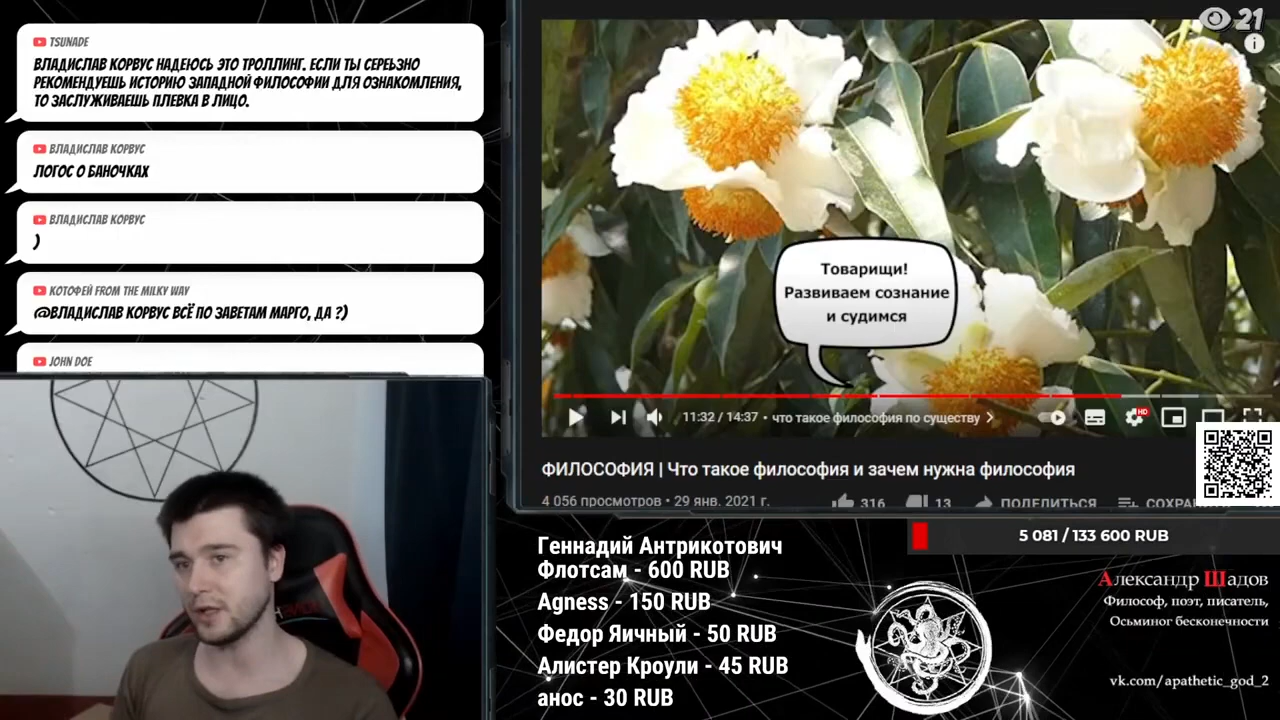 TSUNADE
ВЛАДИСЛАВ КОРВУС НАДЕЮСЬ ЭТО ТРОЛЛИНГ. ЕСЛИ ТЫ СЕРЕЬЗНО
РЕКОМЕНДУЕШЬ ИСТОРИЮ ЗАПАДНОЙ ФИЛОСОФИИ ДЛЯ ОЗНАКОМЛЕНИЯ,
ТО ЗАСЛУЖИВАЕШЬ ПЛЕВКА В ЛИЦО.
ВЛАДИСЛАВ КОРВУС
ЛОГОС О БАНОЧКАХ
ВЛАДИСЛАВ КОРВУС
)
КОТОФЕЙ FROM THE MILKY WAY
@ВЛАДИСЛАВ КОРВУС ВСЁ ПО ЗАВЕТАМ МАРГО, ДА ?)
JOHN DOE
21
Товарищи!
Развиваем сознание
и судимся
11:32 / 14:37 • что такое философия по существу
HD
ФИЛОСОФИЯ | Что такое философия и зачем нужна философия
4 056 просмотров • 29 янв. 2021 г.
316
13
ПОДЕЛИТЬСЯ
СОХРАН
5 081 / 133 600 RUB
Геннадий Антрикотович
Флотсам - 600 RUB
Agness - 150 RUB
Федор Яичный - 50 RUB
Алистер Кроули - 45 RUB
анос - 30 RUB
Александр Шадов
Философ, поэт, писатель,
Осьминог бесконечности
vk.com/apathetic_god_2